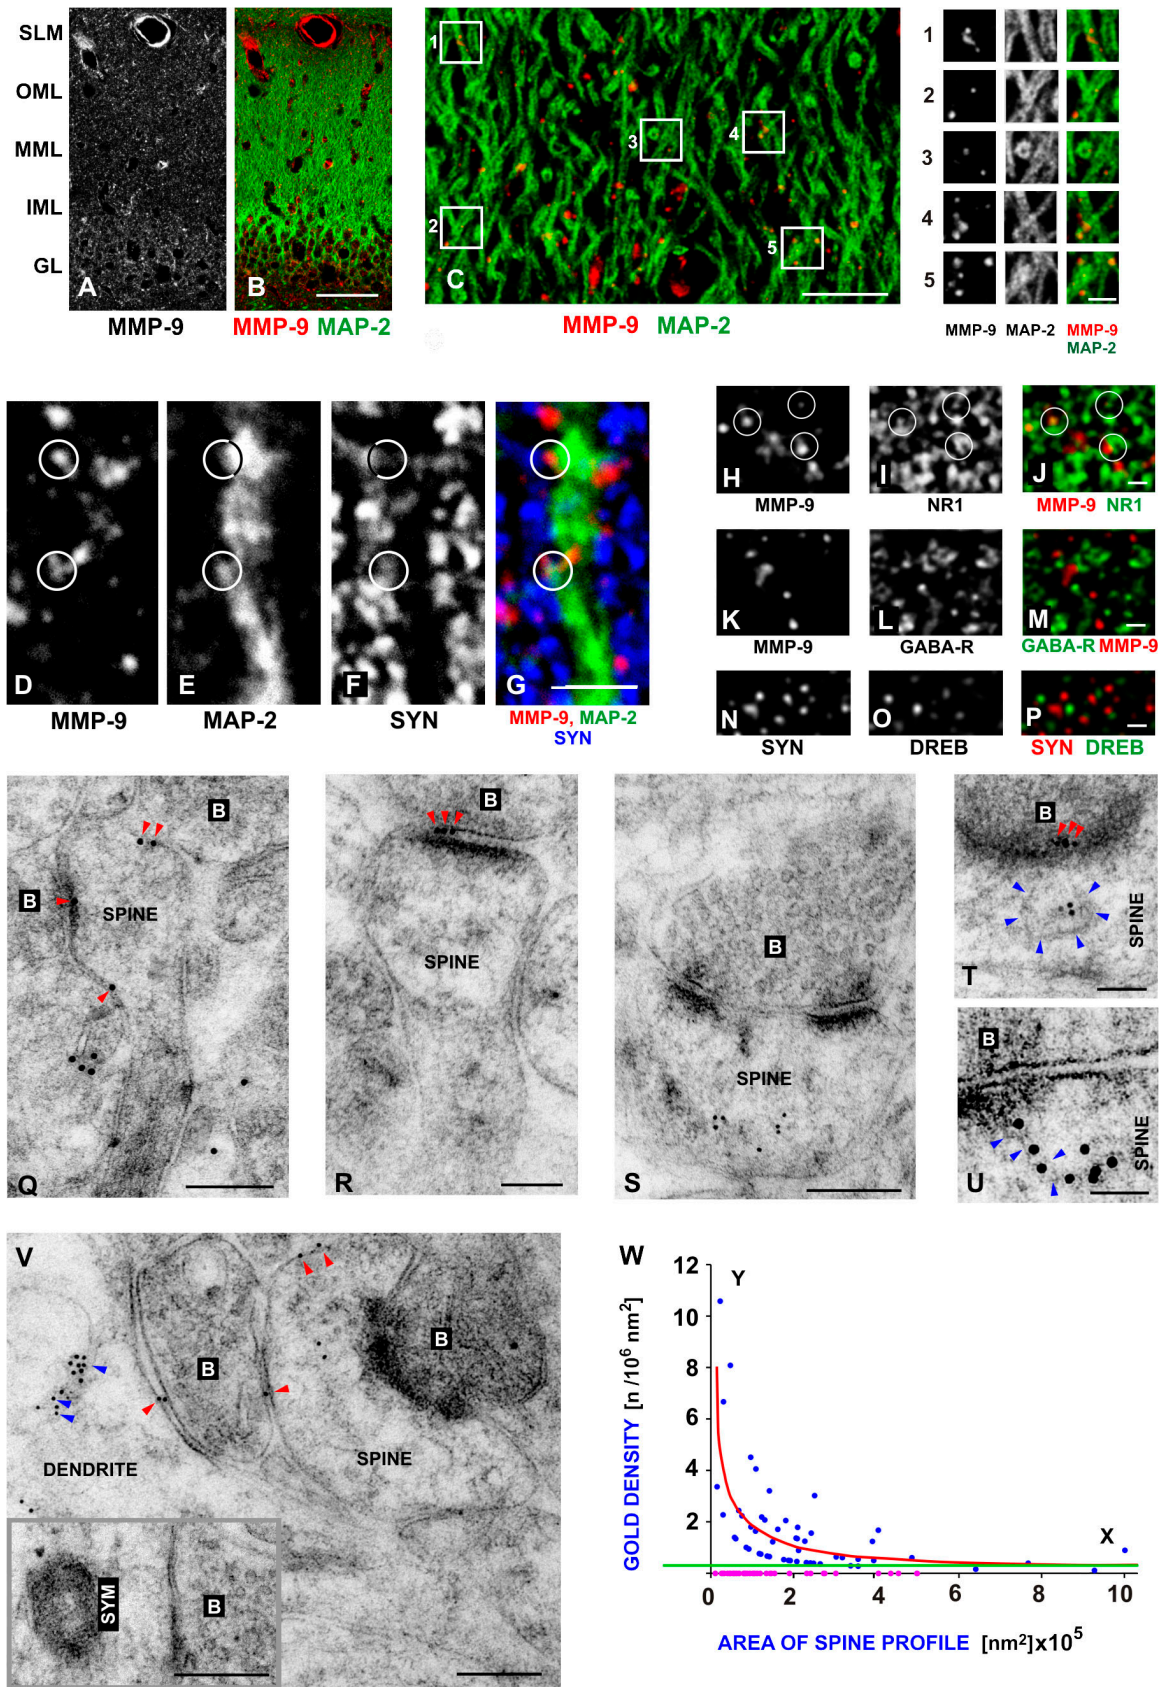 SLM
OML
MML
IML
GL
A
B
MMP-9
MMP-9 MAP-2
1
2
3
4
5
C
MMP-9 MAP-2
1
2
3
4
5
MMP-9
MAP-2
MMP-9
MAP-2
D
E
F
G
MMP-9
MAP-2
SYN
MMP-9, MAP-2
SYN
H
I
J
MMP-9
NR1
MMP-9 NR1
K
L
M
MMP-9
GABA-R
GABA-R MMP-9
N
O
P
SYN
DREB
SYN DREB
B
B
SPINE
Q
B
SPINE
R
B
SPINE
S
B
SPINE
T
B
SPINE
U
V
B
B
SPINE
DENDRITE
SYM
B
W
Y
X
12
10
8
6
4
2
0 2 4 6 8 10
GOLD DENSITY [n /10⁶ nm²]
AREA OF SPINE PROFILE [nm²]x10⁵